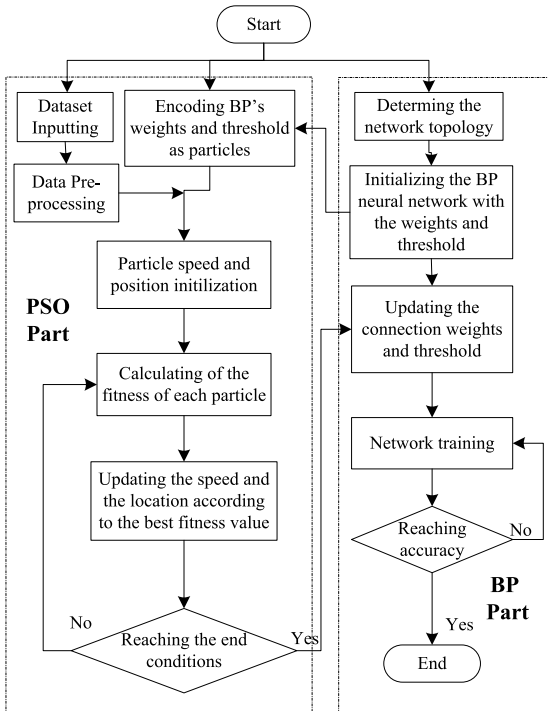 Start
Dataset
Inputting
Encoding BP's
weights and threshold
as particles
Determing the
network topology
Data Pre-
processing
Initializing the BP
neural network with
the weights and
threshold
Particle speed and
position initilization
PSO
Part
Updating the
connection weights
and threshold
Calculating of the
fitness of each particle
Network training
Updating the speed and
the location according
to the best fitness value
Reaching
accuracy
No
BP
Part
No
Reaching the end
conditions
Yes
Yes
End